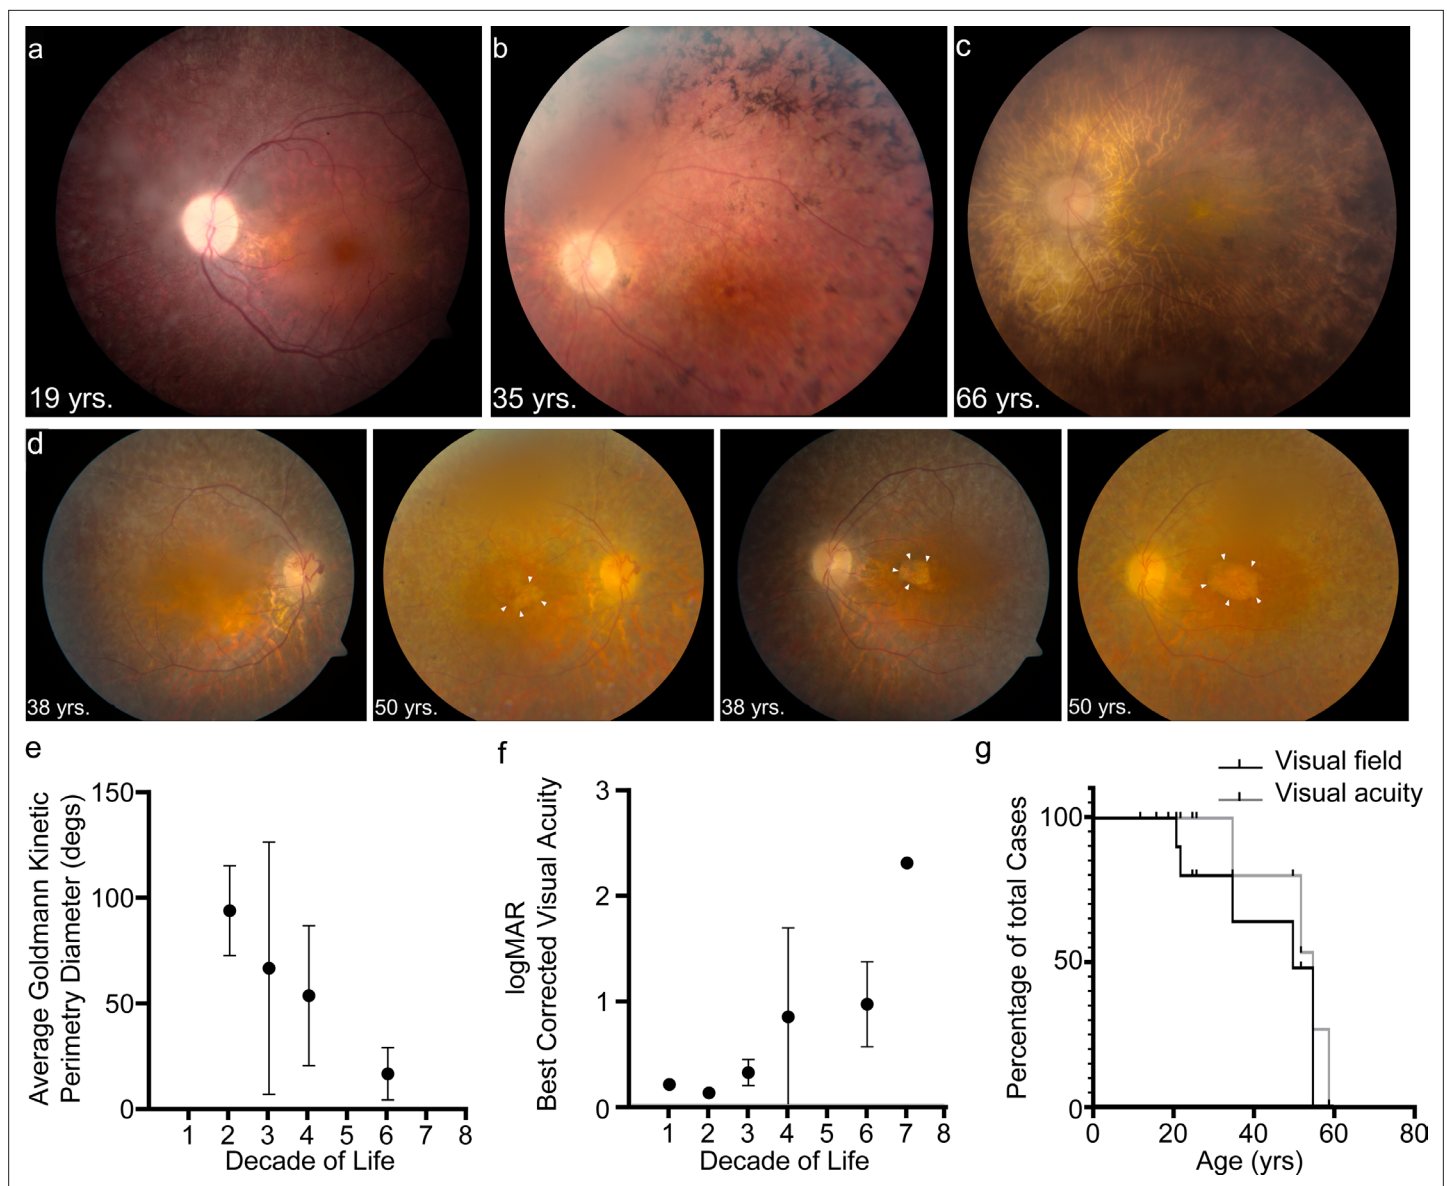 a
19 yrs.
b
35 yrs.
c
66 yrs.
d
38 yrs.
50 yrs.
38 yrs.
50 yrs.
e
Average Goldmann Kinetic
Perimetry Diameter (degs)
150
100
50
0
1 2 3 4 5 6 7 8
Decade of Life
f
logMAR
Best Corrected Visual Acuity
3
2
1
0
1 2 3 4 5 6 7 8
Decade of Life
g
Visual field
Visual acuity
Percentage of total Cases
100
50
0
0 20 40 60 80
Age (yrs)